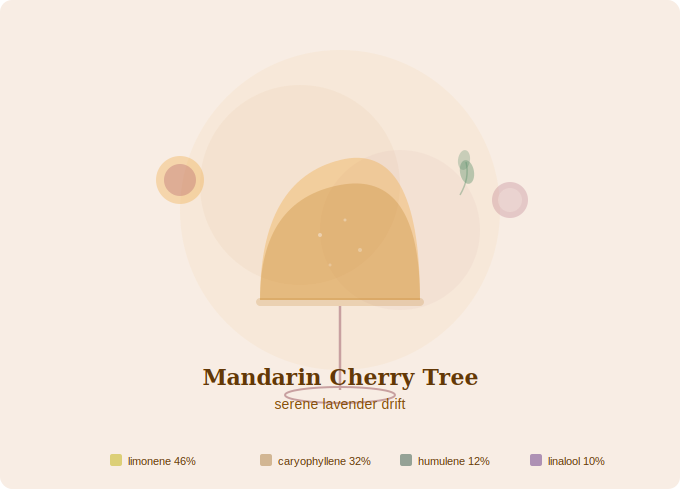 Mandarin Cherry Tree
serene lavender drift
limonene 46% caryophyllene 32% humulene 12% linalool 10%